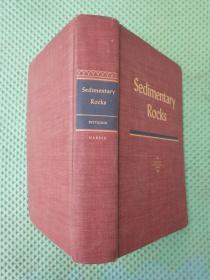 Sedimentary
Rocks
PETTIJOHN
HARPER
Sedimentary
Rocks